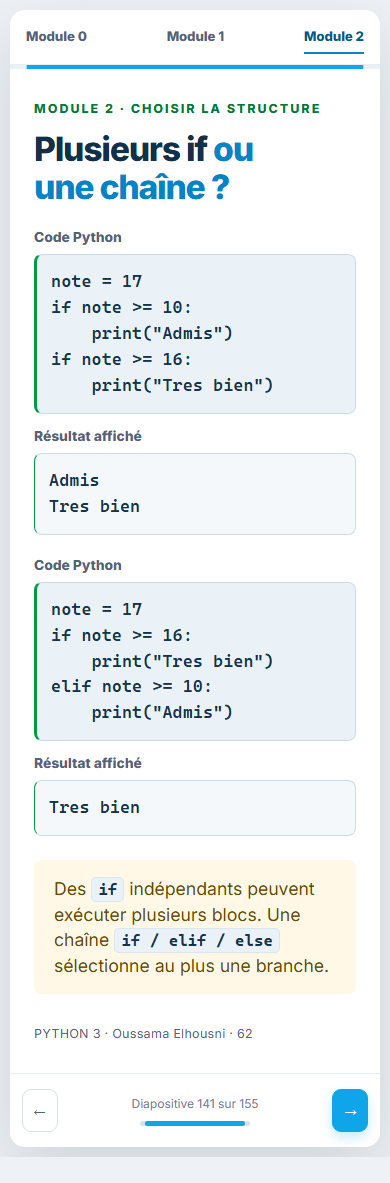 Module 0 Module 1 Module 2
MODULE 2 · CHOISIR LA STRUCTURE
Plusieurs if ou
une chaîne ?
Code Python
note = 17
if note >= 10:
    print("Admis")
if note >= 16:
    print("Tres bien")
Résultat affiché
Admis
Tres bien
Code Python
note = 17
if note >= 16:
    print("Tres bien")
elif note >= 10:
    print("Admis")
Résultat affiché
Tres bien
Des if indépendants peuvent
exécuter plusieurs blocs. Une
chaîne if / elif / else
sélectionne au plus une branche.
PYTHON 3 · Oussama Elhousni · 62
← Diapositive 141 sur 155 →